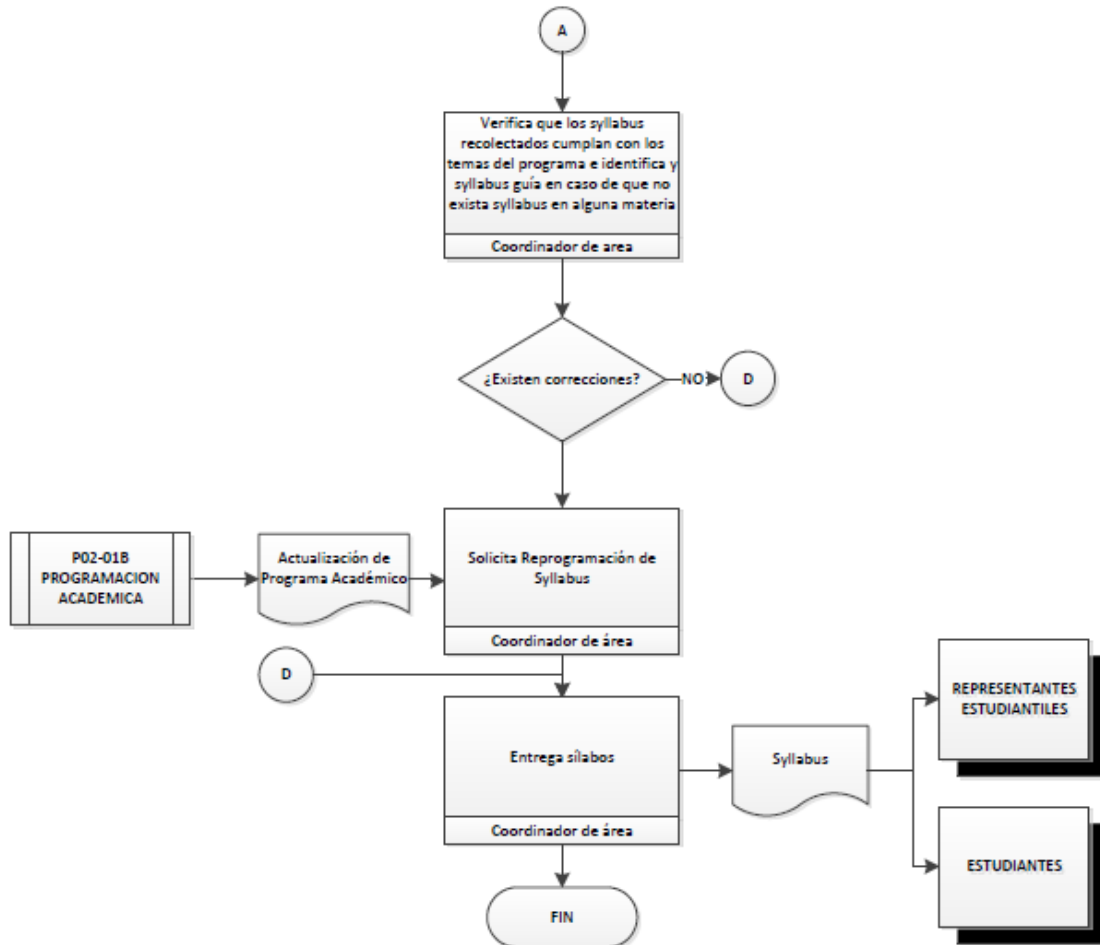 A
Verifica que los syllabus
recolectados cumplan con los
temas del programa e identifica y
syllabus guía en caso de que no
exista syllabus en alguna materia
Coordinador de area
¿Existen correcciones?
NO
D
P02-01B
PROGRAMACION
ACADEMICA
Actualización de
Programa Académico
Solicita Reprogramación de
Syllabus
Coordinador de área
D
Entrega sílabos
Coordinador de área
Syllabus
REPRESENTANTES
ESTUDIANTILES
ESTUDIANTES
FIN